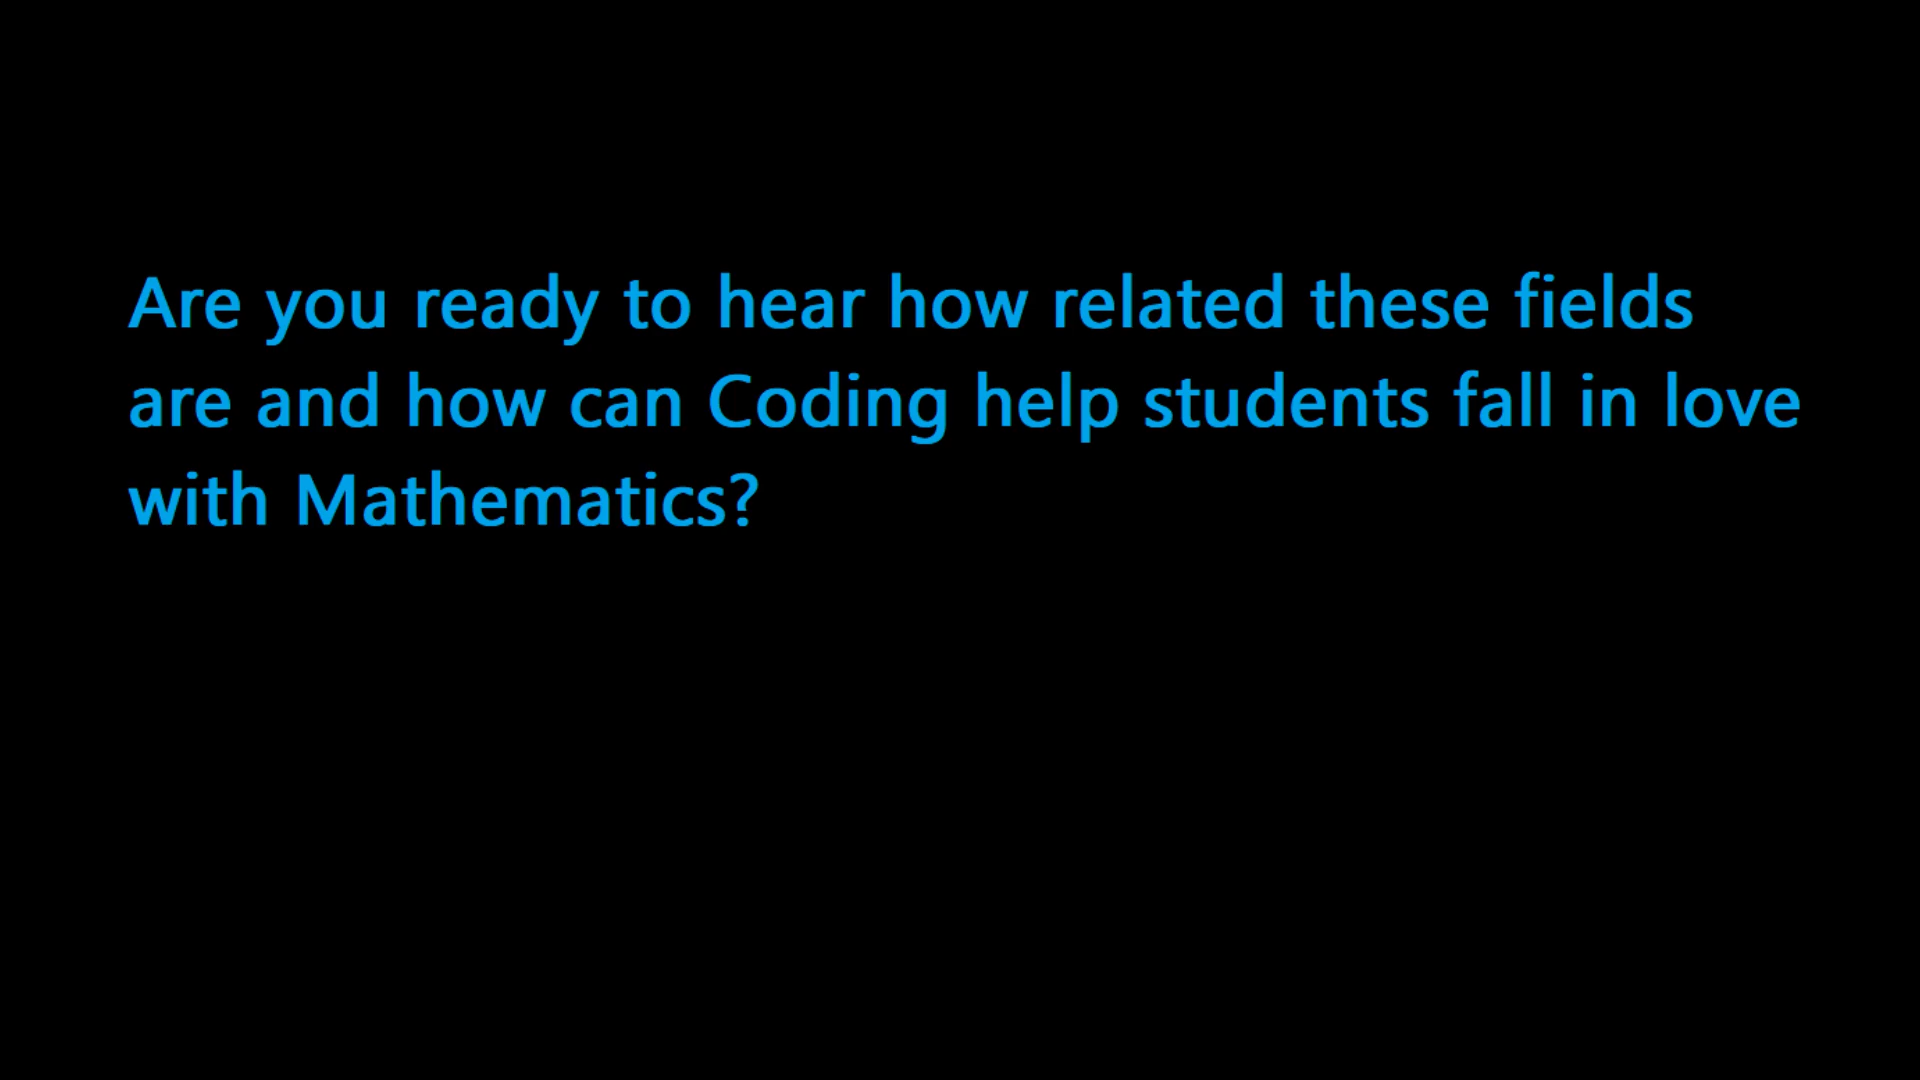 Are you ready to hear how related these fields
are and how can Coding help students fall in love
with Mathematics?